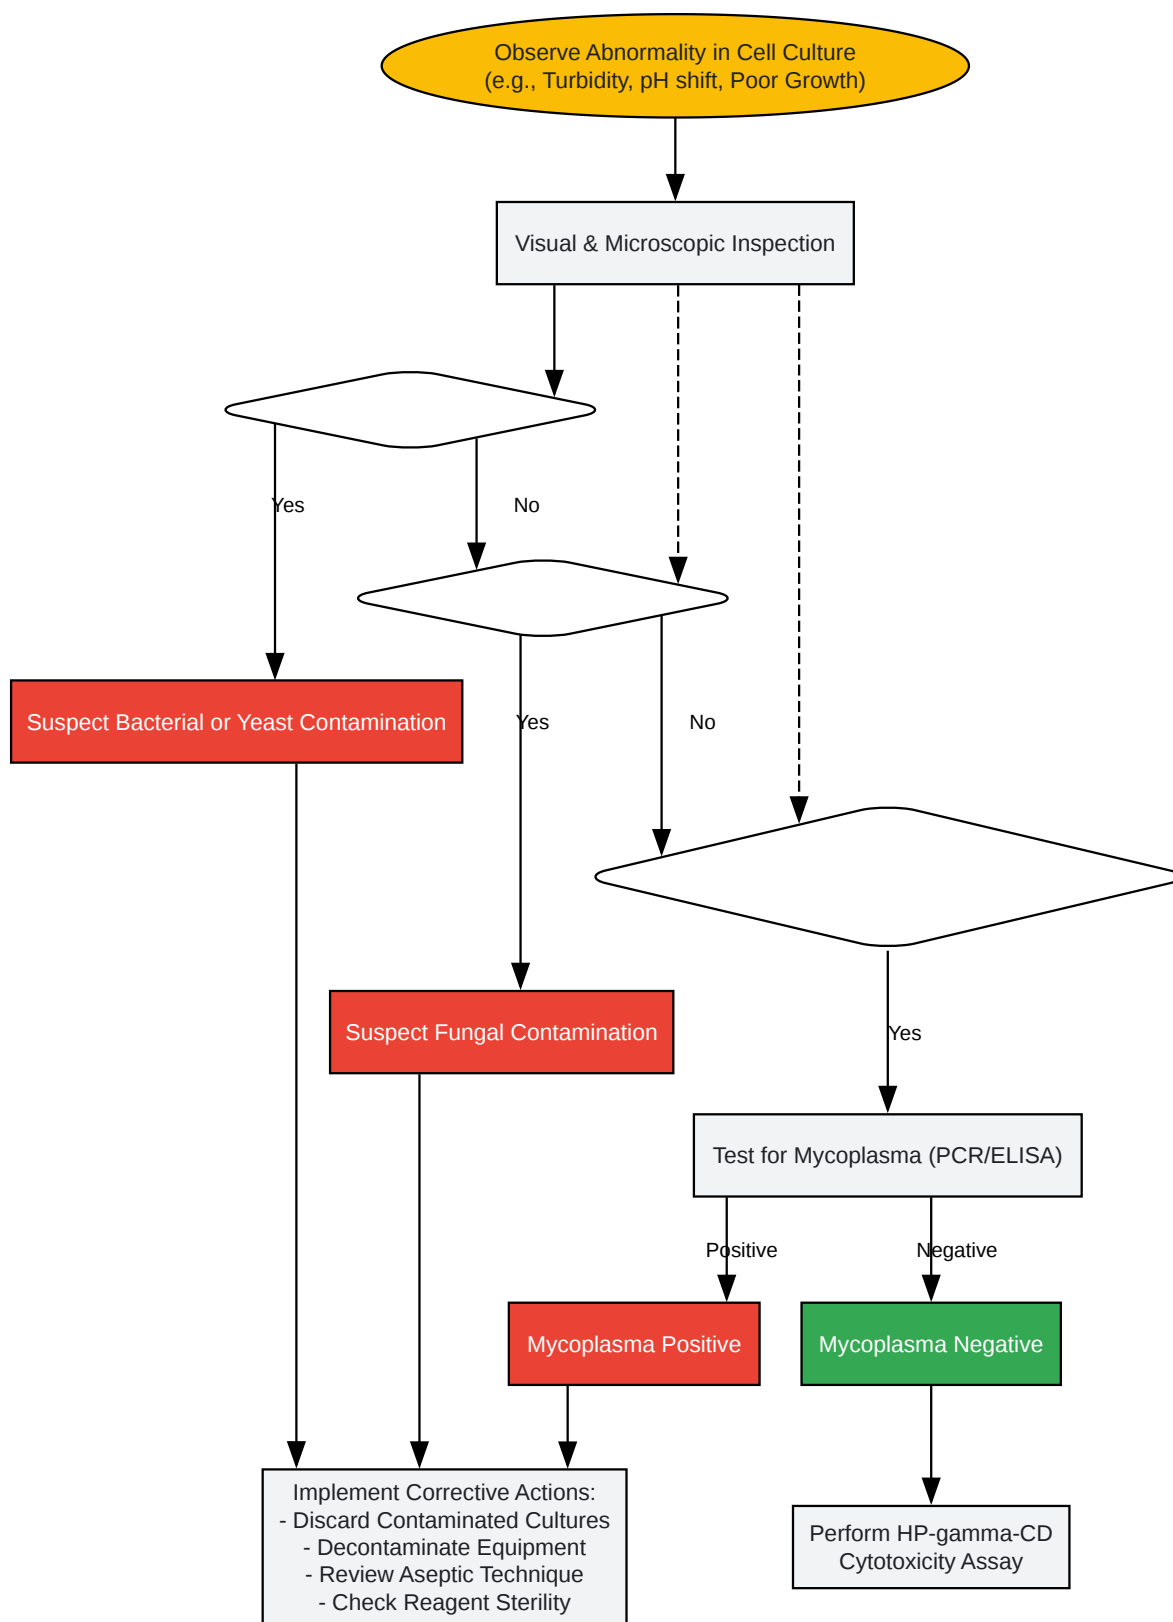 Observe Abnormality in Cell Culture
(e.g., Turbidity, pH shift, Poor Growth)
Visual & Microscopic Inspection
Yes
No
Suspect Bacterial or Yeast Contamination
Yes
No
Suspect Fungal Contamination
Yes
Test for Mycoplasma (PCR/ELISA)
Positive
Negative
Mycoplasma Positive
Mycoplasma Negative
Implement Corrective Actions:
- Discard Contaminated Cultures
- Decontaminate Equipment
- Review Aseptic Technique
- Check Reagent Sterility
Perform HP-gamma-CD
Cytotoxicity Assay